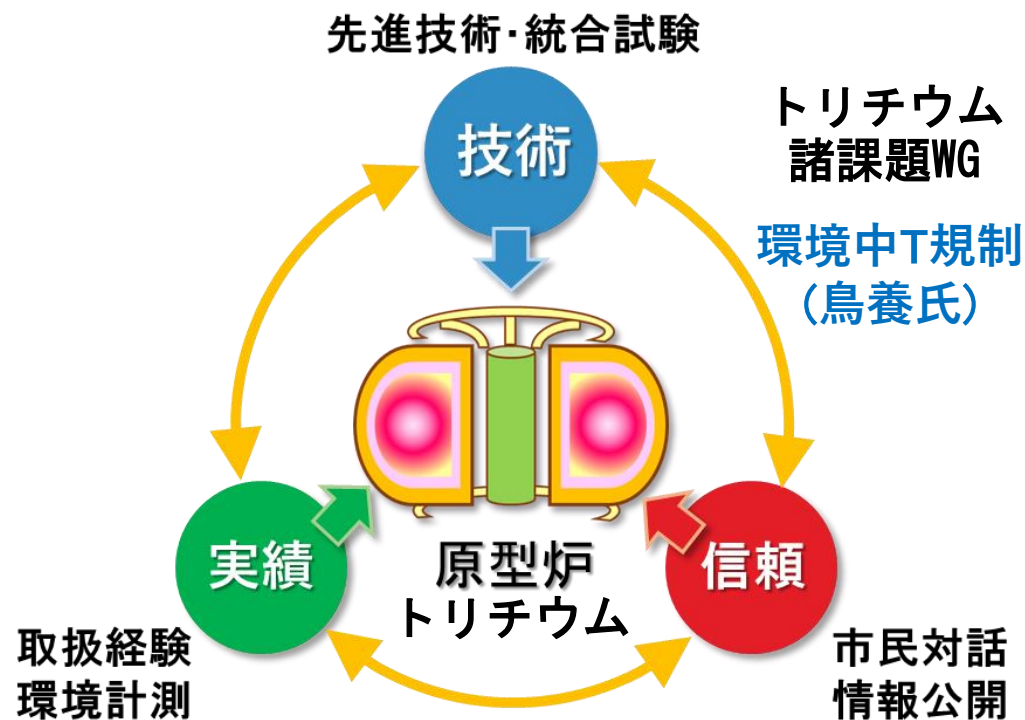 先進技術・統合試験
技術
トリチウム
諸課題WG
環境中T規制
(鳥養氏)
実績
信頼
原型炉
トリチウム
取扱経験
環境計測
市民対話
情報公開